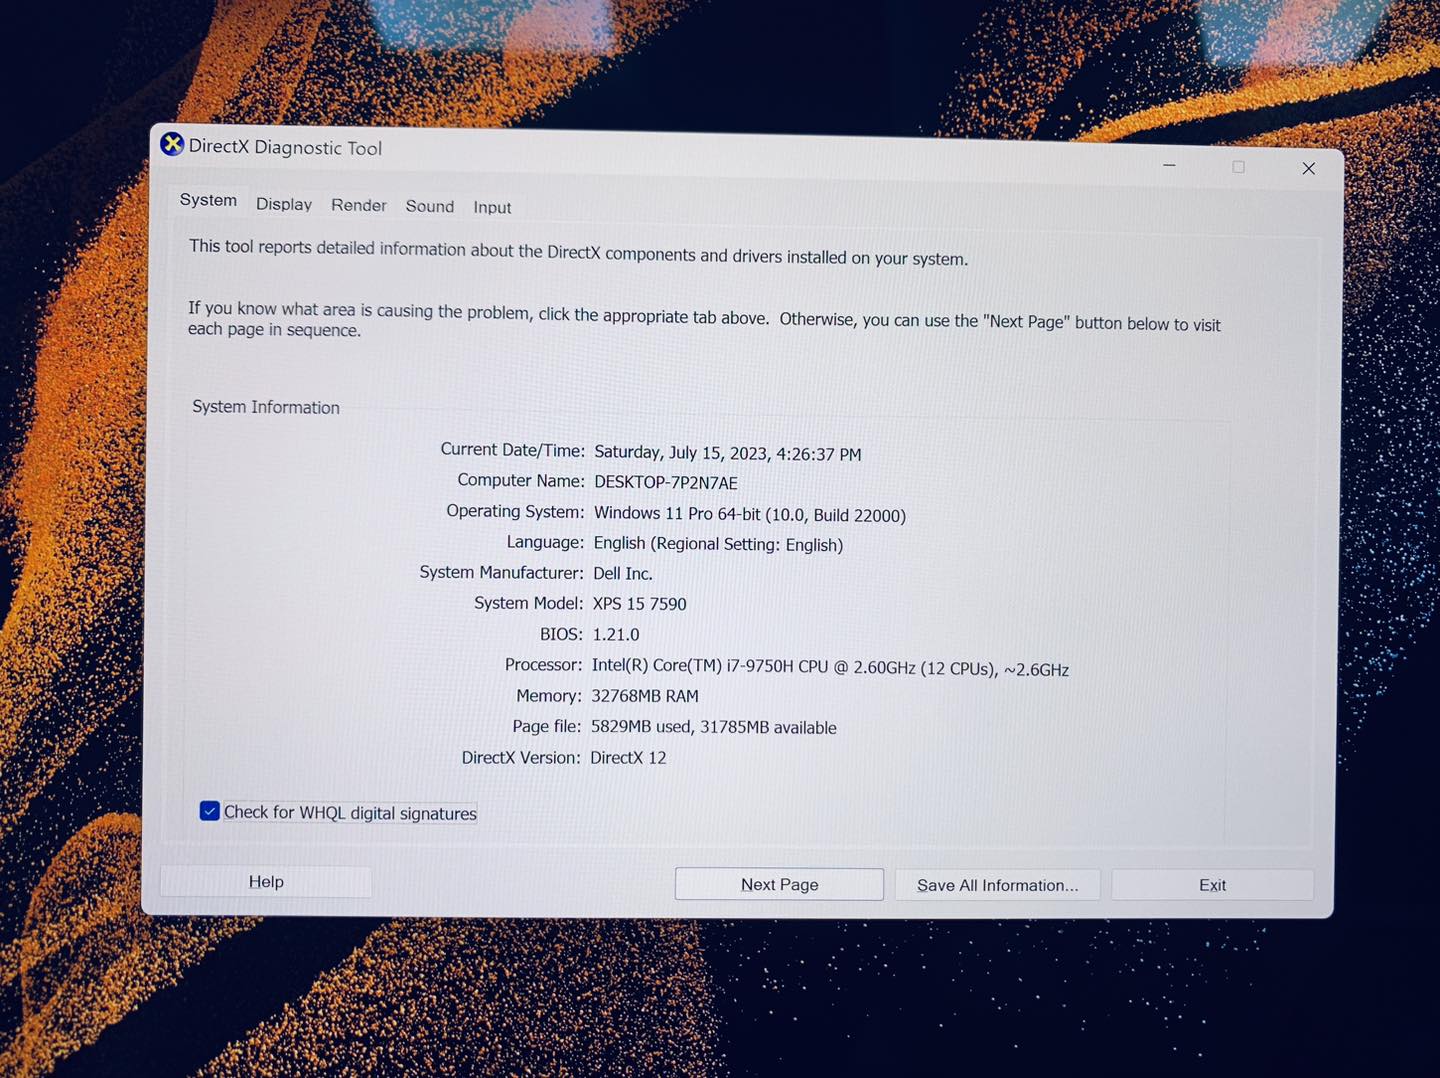 DirectX Diagnostic Tool
System Display Render Sound Input
This tool reports detailed information about the DirectX components and drivers installed on your system.
If you know what area is causing the problem, click the appropriate tab above.  Otherwise, you can use the "Next Page" button below to visit
each page in sequence.
System Information
Current Date/Time: Saturday, July 15, 2023, 4:26:37 PM
Computer Name: DESKTOP-7P2N7AE
Operating System: Windows 11 Pro 64-bit (10.0, Build 22000)
Language: English (Regional Setting: English)
System Manufacturer: Dell Inc.
System Model: XPS 15 7590
BIOS: 1.21.0
Processor: Intel(R) Core(TM) i7-9750H CPU @ 2.60GHz (12 CPUs), ~2.6GHz
Memory: 32768MB RAM
Page file: 5829MB used, 31785MB available
DirectX Version: DirectX 12
Check for WHQL digital signatures
Help Next Page Save All Information... Exit